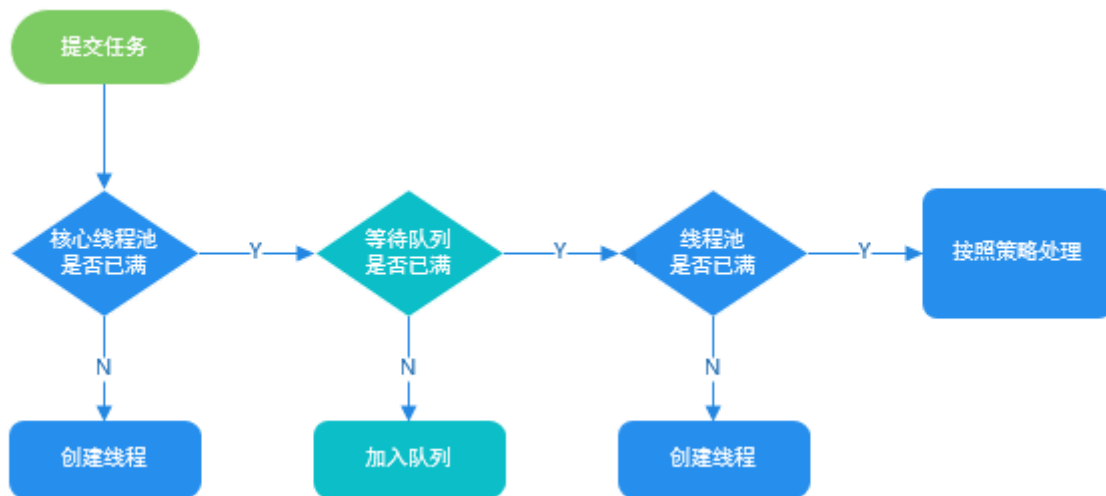 提交任务
核心线程池
是否已满
Y
等待队列
是否已满
Y
线程池
是否已满
Y
按照策略处理
N
N
N
创建线程
加入队列
创建线程